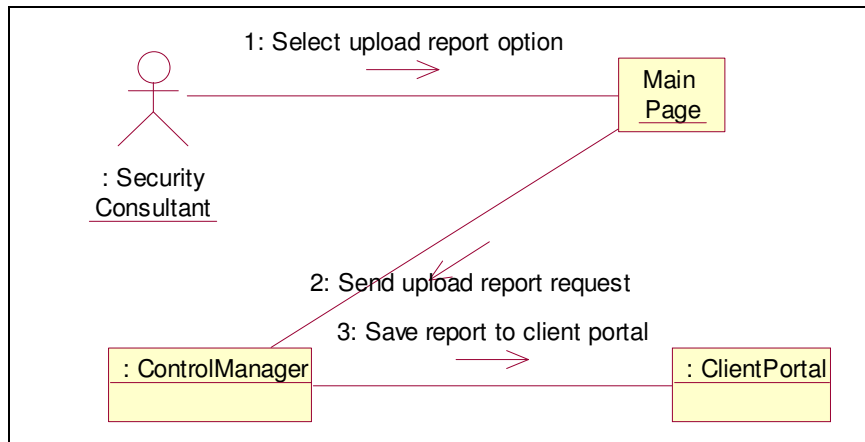 1: Select upload report option
Main
Page
: Security
Consultant
2: Send upload report request
3: Save report to client portal
: ControlManager
: ClientPortal